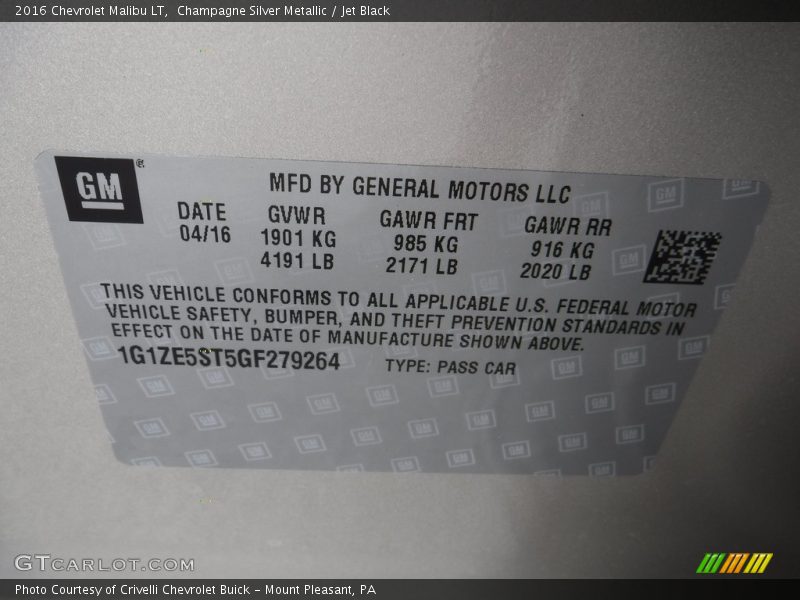 2016 Chevrolet Malibu LT,  Champagne Silver Metallic / Jet Black
GM®
MFD BY GENERAL MOTORS LLC
DATE GVWR GAWR FRT GAWR RR
04/16 1901 KG 985 KG 916 KG
4191 LB 2171 LB 2020 LB
THIS VEHICLE CONFORMS TO ALL APPLICABLE U.S. FEDERAL MOTOR
VEHICLE SAFETY, BUMPER, AND THEFT PREVENTION STANDARDS IN
EFFECT ON THE DATE OF MANUFACTURE SHOWN ABOVE.
1G1ZE5ST5GF279264 TYPE: PASS CAR
GTCARLOT.COM
Photo Courtesy of Crivelli Chevrolet Buick - Mount Pleasant, PA